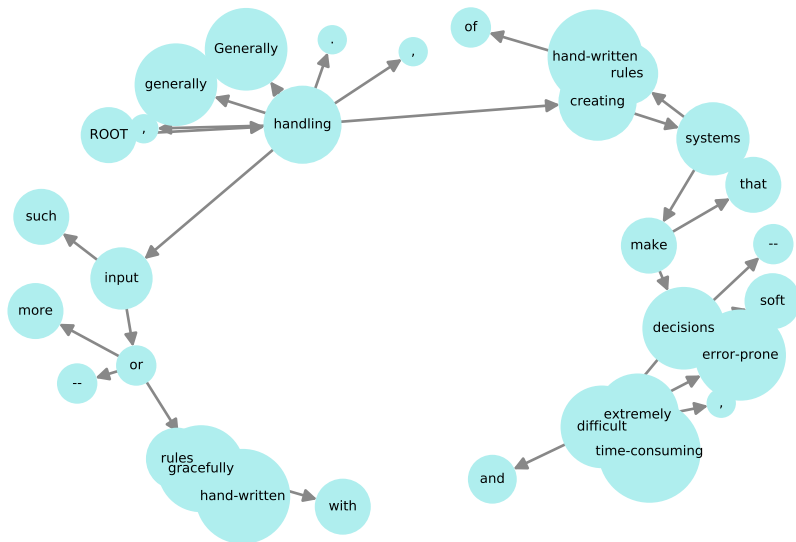 of
Generally
.
,
hand-written
rules
generally
creating
handling
ROOT
,
systems
that
such
make
--
input
soft
more
decisions
error-prone
or
--
,
extremely
difficult
time-consuming
rules
gracefully
and
hand-written
with